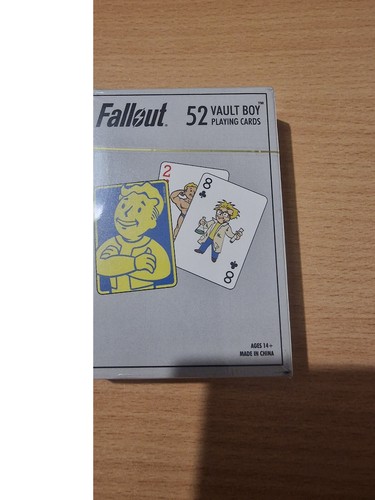 Fallout®
52 VAULT BOY™
PLAYING CARDS
2
8
8
AGES 14+
MADE IN CHINA